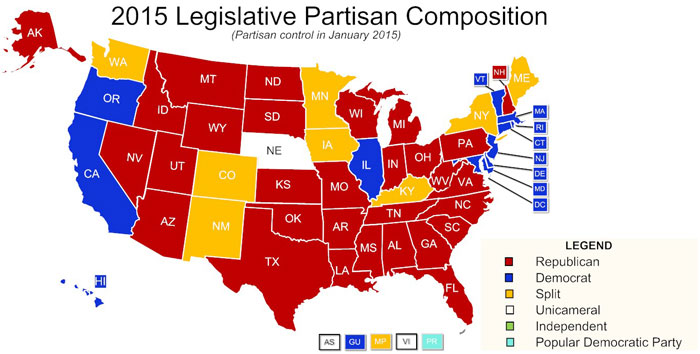 2015 Legislative Partisan Composition
(Partisan control in January 2015)
AK
WA
MT
ND
MN
VT
NH
ME
OR
ID
SD
WI
MI
NY
MA
RI
WY
IA
PA
CT
NE
NJ
NV
UT
IL
IN
OH
DE
CA
CO
KS
MO
KY
WV
VA
MD
DC
AZ
NM
OK
AR
TN
NC
SC
TX
MS
AL
GA
LA
FL
HI
LEGEND
Republican
Democrat
Split
Unicameral
Independent
Popular Democratic Party
AS GU MP VI PR